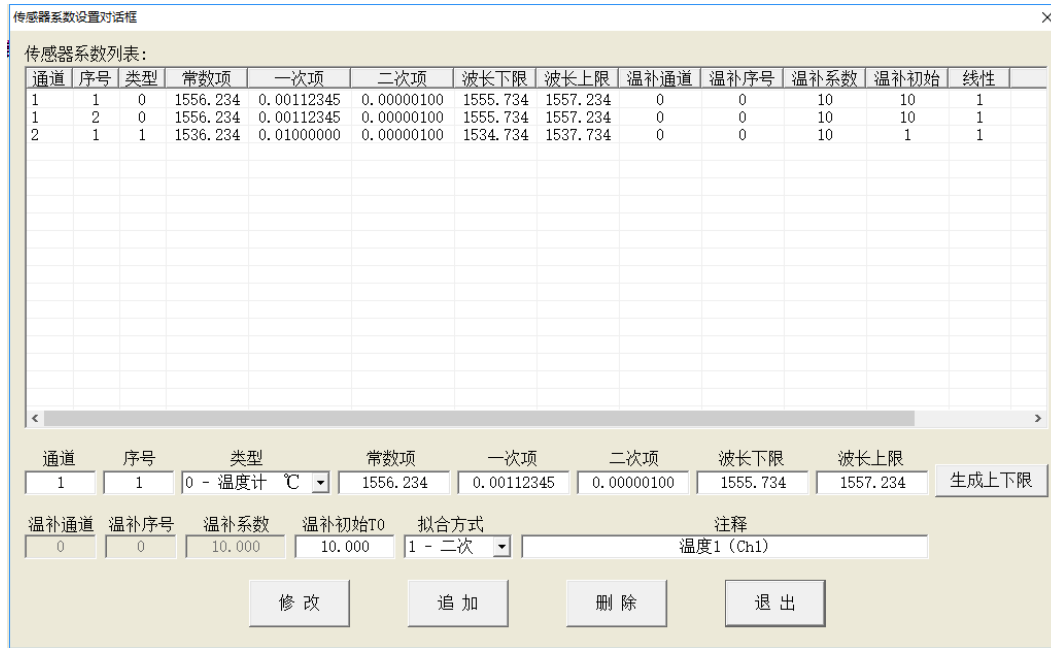 传感器系数设置对话框
传感器系数列表:
通道 序号 类型 常数项 一次项 二次项 波长下限 波长上限 温补通道 温补序号 温补系数 温补初始 线性
1 1 0 1556.234 0.00112345 0.00000100 1555.734 1557.234 0 0 10 10 1
1 2 0 1556.234 0.00112345 0.00000100 1555.734 1557.234 0 0 10 10 1
2 1 1 1536.234 0.01000000 0.00000100 1534.734 1537.734 0 0 10 1 1
通道 序号 类型 常数项 一次项 二次项 波长下限 波长上限
1 1 0 - 温度计 ℃ 1556.234 0.00112345 0.00000100 1555.734 1557.234 生成上下限
温补通道 温补序号 温补系数 温补初始T0 拟合方式 注释
0 0 10.000 10.000 1 - 二次 温度1 (Ch1)
修 改 追 加 删 除 退 出